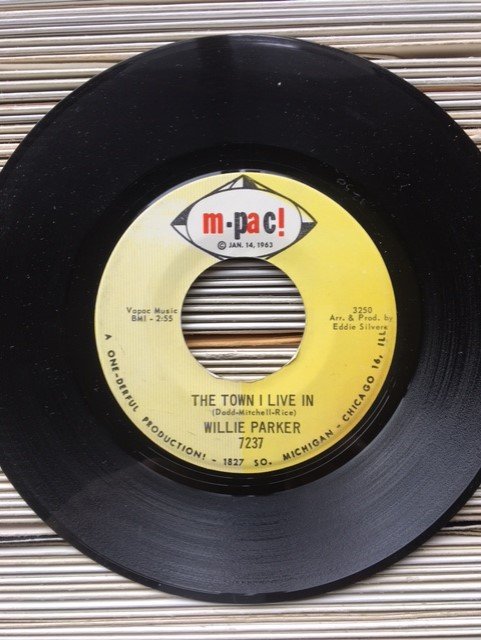 m-pac!
© JAN. 14, 1963
Vapac Music
BMI - 2:55
3250
Arr. & Prod. by
Eddie Silvers
THE TOWN I LIVE IN
(Dodd-Mitchell-Rice)
WILLIE PARKER
7237
A ONE-DERFUL PRODUCTION! - 1827 SO. MICHIGAN - CHICAGO 16, ILL.